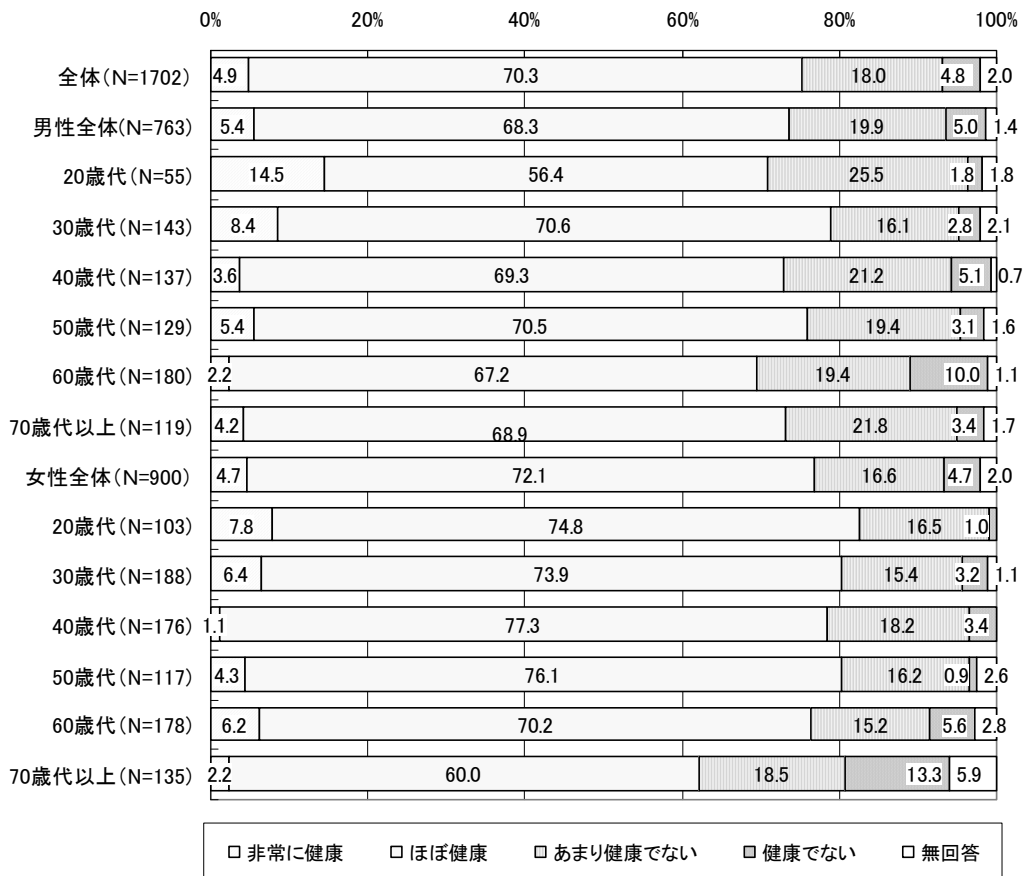 0% 20% 40% 60% 80% 100%
全体(N=1702) 4.9 70.3 18.0 4.8 2.0
男性全体(N=763) 5.4 68.3 19.9 5.0 1.4
20歳代(N=55) 14.5 56.4 25.5 1.8 1.8
30歳代(N=143) 8.4 70.6 16.1 2.8 2.1
40歳代(N=137) 3.6 69.3 21.2 5.1 0.7
50歳代(N=129) 5.4 70.5 19.4 3.1 1.6
60歳代(N=180) 2.2 67.2 19.4 10.0 1.1
70歳代以上(N=119) 4.2 68.9 21.8 3.4 1.7
女性全体(N=900) 4.7 72.1 16.6 4.7 2.0
20歳代(N=103) 7.8 74.8 16.5 1.0
30歳代(N=188) 6.4 73.9 15.4 3.2 1.1
40歳代(N=176) 1.1 77.3 18.2 3.4
50歳代(N=117) 4.3 76.1 16.2 0.9 2.6
60歳代(N=178) 6.2 70.2 15.2 5.6 2.8
70歳代以上(N=135) 2.2 60.0 18.5 13.3 5.9
非常に健康 ほぼ健康 あまり健康でない 健康でない 無回答